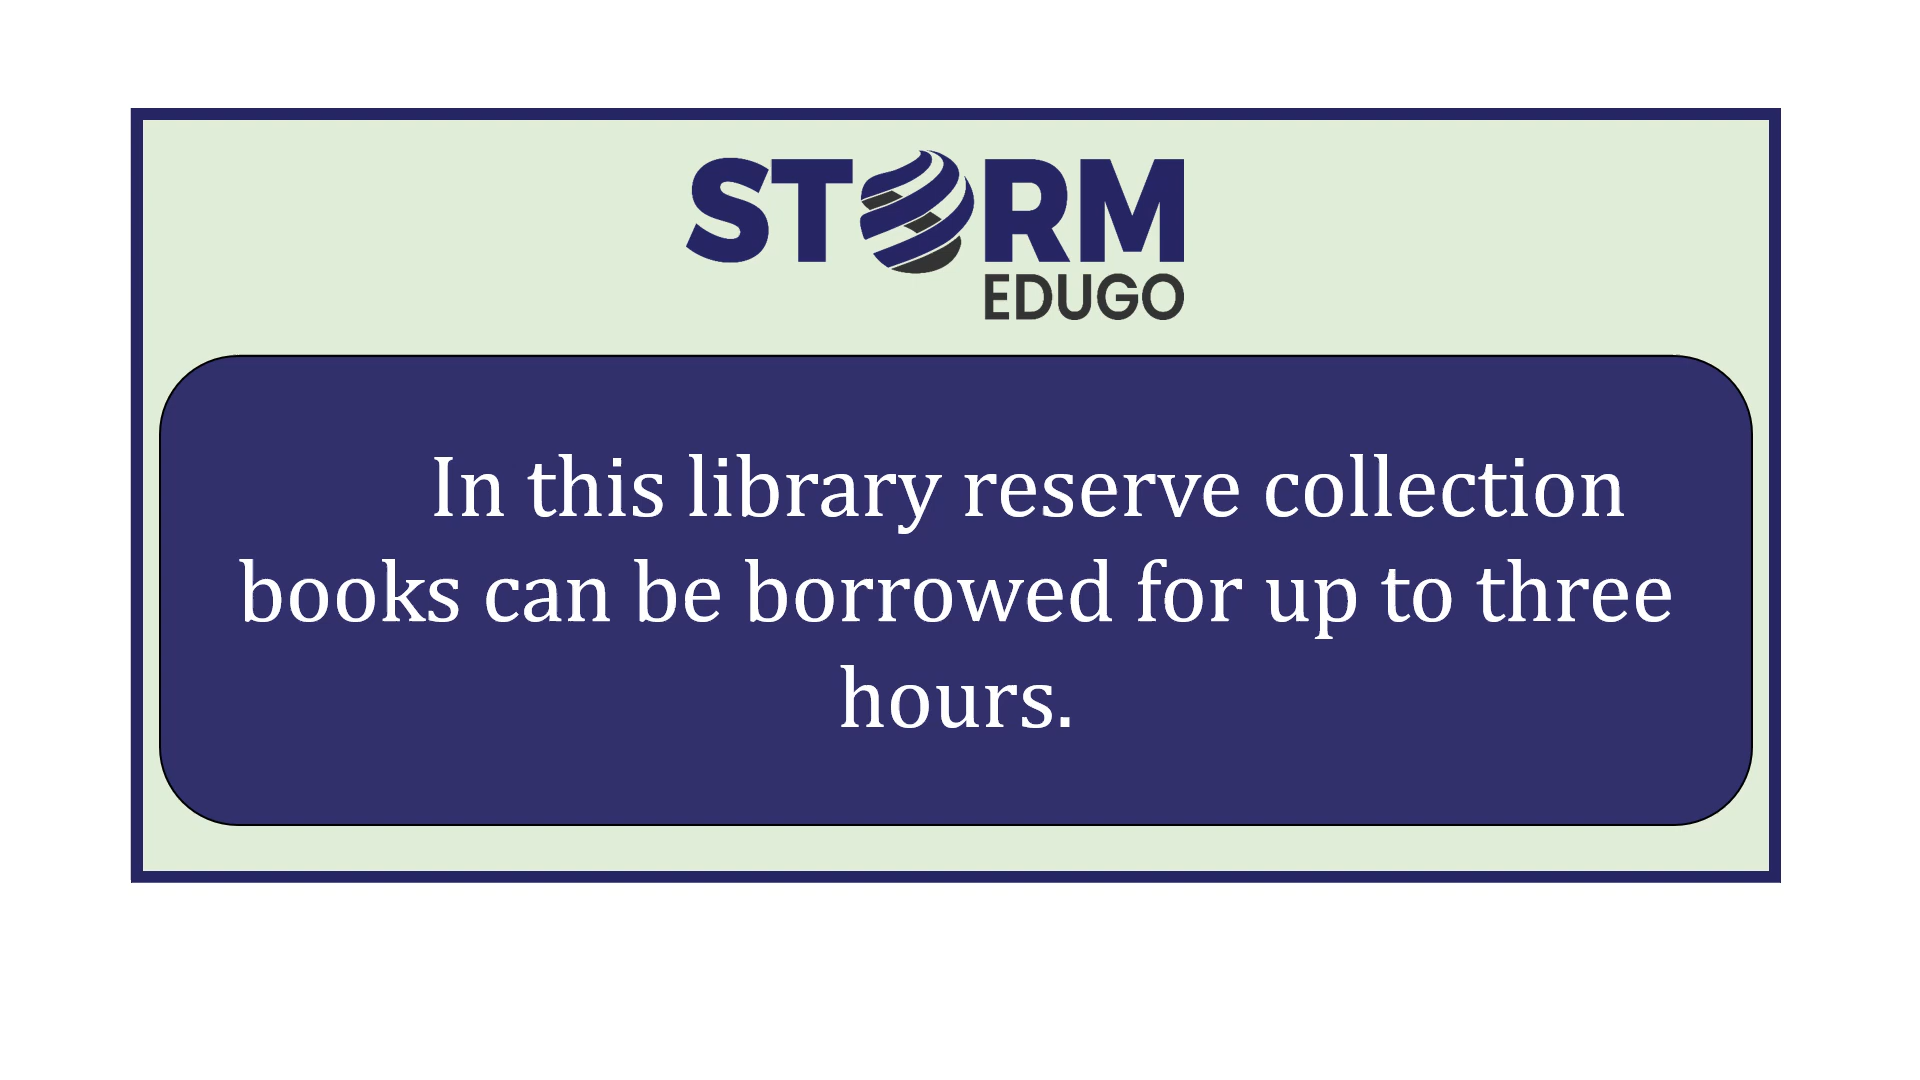 STORM
EDUGO
In this library reserve collection
books can be borrowed for up to three
hours.